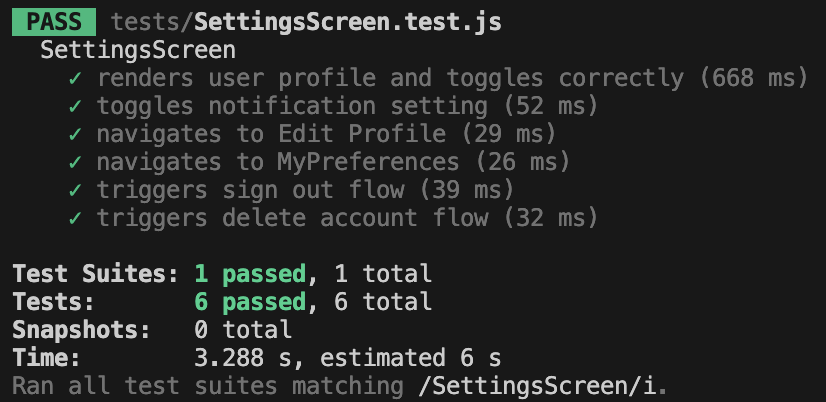 PASS tests/SettingsScreen.test.js
SettingsScreen
✓ renders user profile and toggles correctly (668 ms)
✓ toggles notification setting (52 ms)
✓ navigates to Edit Profile (29 ms)
✓ navigates to MyPreferences (26 ms)
✓ triggers sign out flow (39 ms)
✓ triggers delete account flow (32 ms)
Test Suites: 1 passed, 1 total
Tests: 6 passed, 6 total
Snapshots: 0 total
Time: 3.288 s, estimated 6 s
Ran all test suites matching /SettingsScreen/i.